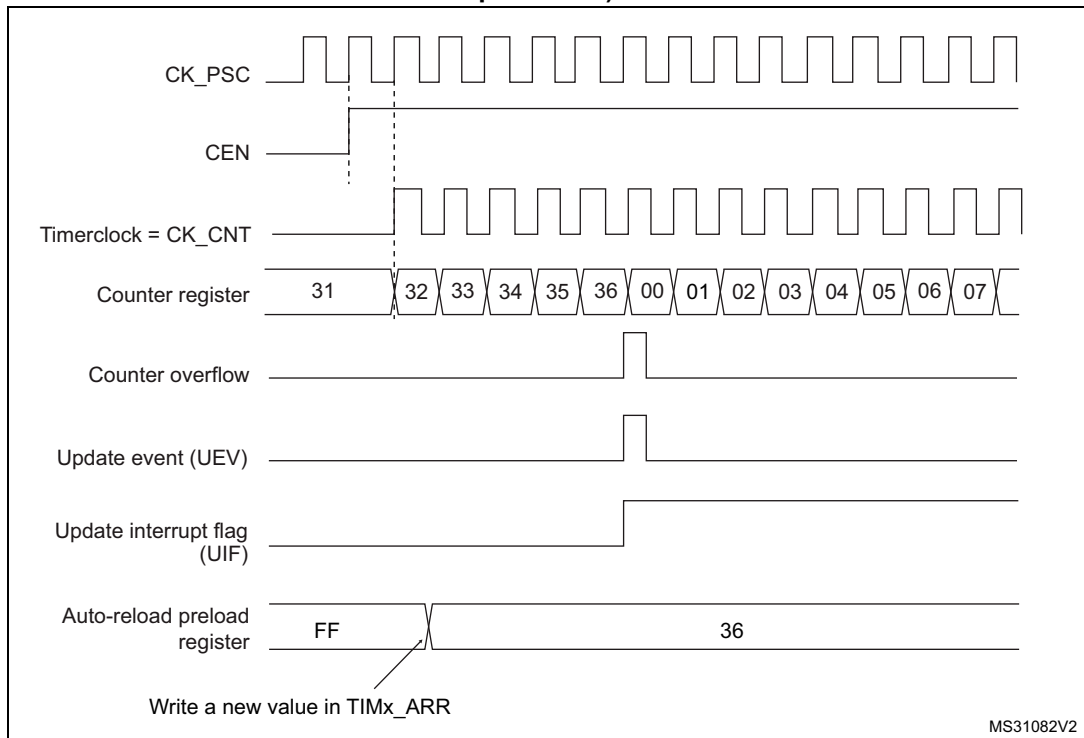 CK_PSC
CEN
Timerclock = CK_CNT
Counter register 31 32 33 34 35 36 00 01 02 03 04 05 06 07
Counter overflow
Update event (UEV)
Update interrupt flag
(UIF)
Auto-reload preload
register FF 36
Write a new value in TIMx_ARR
MS31082V2